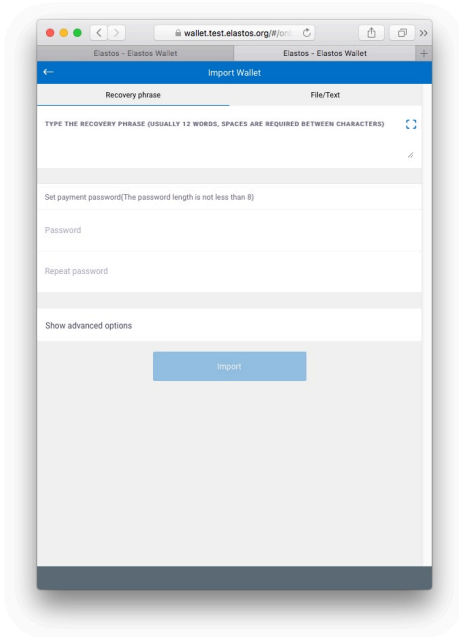 wallet.test.elastos.org/#/onl
Elastos - Elastos Wallet
Elastos - Elastos Wallet
Import Wallet
Recovery phrase
File/Text
TYPE THE RECOVERY PHRASE (USUALLY 12 WORDS, SPACES ARE REQUIRED BETWEEN CHARACTERS)
Set payment password(The password length is not less than 8)
Password
Repeat password
Show advanced options
Import